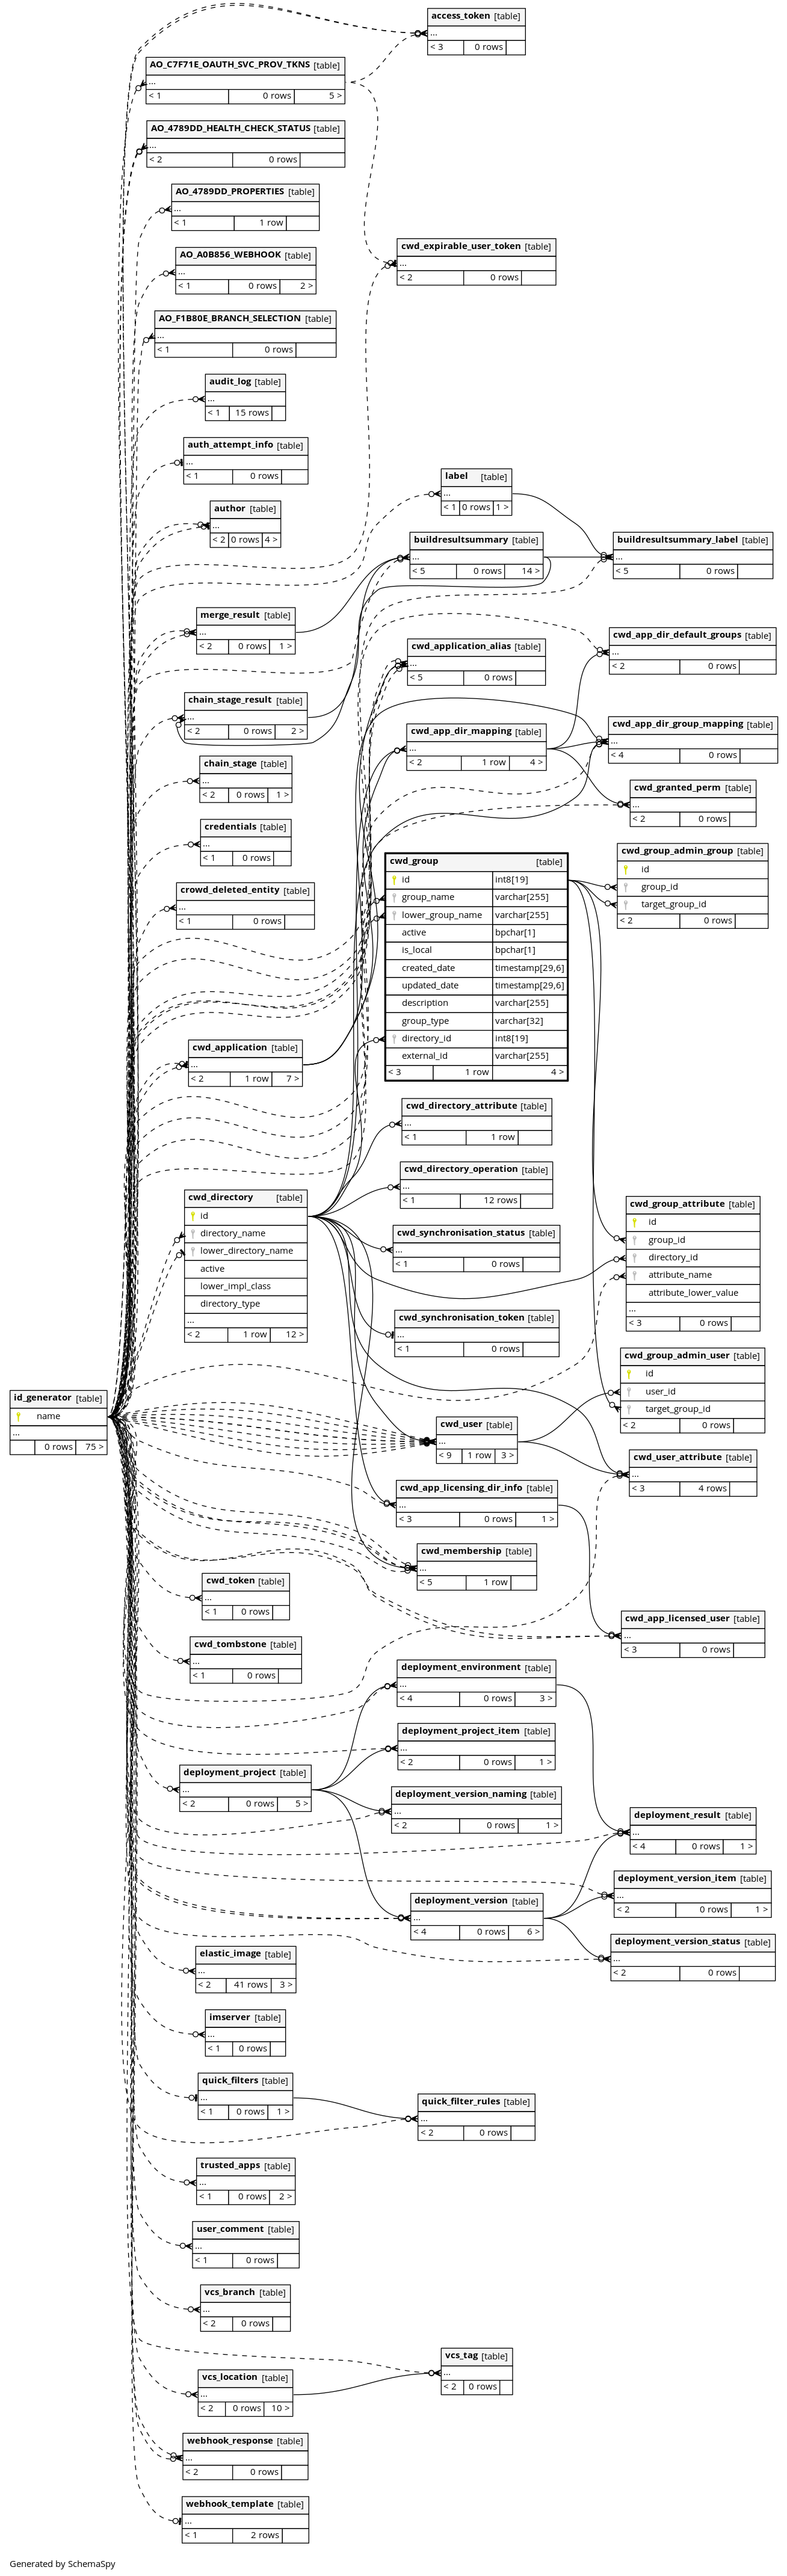 access_token [table]
...
< 3 0 rows
AO_C7F71E_OAUTH_SVC_PROV_TKNS [table]
...
< 1 0 rows 5 >
AO_4789DD_HEALTH_CHECK_STATUS [table]
...
< 2 0 rows
AO_4789DD_PROPERTIES [table]
...
< 1 1 row
cwd_expirable_user_token [table]
...
< 2 0 rows
AO_A0B856_WEBHOOK [table]
...
< 1 0 rows 2 >
AO_F1B80E_BRANCH_SELECTION [table]
...
< 1 0 rows
audit_log [table]
...
< 1 15 rows
auth_attempt_info [table]
...
< 1 0 rows
label [table]
...
< 1 0 rows 1 >
author [table]
...
< 2 0 rows 4 >
buildresultsummary [table]
...
< 5 0 rows 14 >
buildresultsummary_label [table]
...
< 5 0 rows
merge_result [table]
...
< 2 0 rows 1 >
cwd_application_alias [table]
...
< 5 0 rows
cwd_app_dir_default_groups [table]
...
< 2 0 rows
chain_stage_result [table]
...
< 2 0 rows 2 >
cwd_app_dir_mapping [table]
...
< 2 1 row 4 >
cwd_app_dir_group_mapping [table]
...
< 4 0 rows
chain_stage [table]
...
< 2 0 rows 1 >
cwd_granted_perm [table]
...
< 2 0 rows
credentials [table]
...
< 1 0 rows
crowd_deleted_entity [table]
...
< 1 0 rows
cwd_group [table]
id int8[19]
group_name varchar[255]
lower_group_name varchar[255]
active bpchar[1]
is_local bpchar[1]
created_date timestamp[29,6]
updated_date timestamp[29,6]
description varchar[255]
group_type varchar[32]
directory_id int8[19]
external_id varchar[255]
< 3 1 row 4 >
cwd_group_admin_group [table]
id
group_id
target_group_id
< 2 0 rows
cwd_application [table]
...
< 2 1 row 7 >
cwd_directory_attribute [table]
...
< 1 1 row
cwd_directory_operation [table]
...
< 1 12 rows
cwd_directory [table]
id
directory_name
lower_directory_name
active
lower_impl_class
directory_type
...
< 2 1 row 12 >
cwd_synchronisation_status [table]
...
< 1 0 rows
cwd_group_attribute [table]
id
group_id
directory_id
attribute_name
attribute_lower_value
...
< 3 0 rows
cwd_synchronisation_token [table]
...
< 1 0 rows
cwd_group_admin_user [table]
id
user_id
target_group_id
< 2 0 rows
id_generator [table]
name
...
0 rows 75 >
cwd_user [table]
...
< 9 1 row 3 >
cwd_user_attribute [table]
...
< 3 4 rows
cwd_app_licensing_dir_info [table]
...
< 3 0 rows 1 >
cwd_membership [table]
...
< 5 1 row
cwd_token [table]
...
< 1 0 rows
cwd_app_licensed_user [table]
...
< 3 0 rows
cwd_tombstone [table]
...
< 1 0 rows
deployment_environment [table]
...
< 4 0 rows 3 >
deployment_project_item [table]
...
< 2 0 rows 1 >
deployment_project [table]
...
< 2 0 rows 5 >
deployment_version_naming [table]
...
< 2 0 rows 1 >
deployment_result [table]
...
< 4 0 rows 1 >
deployment_version_item [table]
...
< 2 0 rows 1 >
deployment_version [table]
...
< 4 0 rows 6 >
deployment_version_status [table]
...
< 2 0 rows
elastic_image [table]
...
< 2 41 rows 3 >
imserver [table]
...
< 1 0 rows
quick_filters [table]
...
< 1 0 rows 1 >
quick_filter_rules [table]
...
< 2 0 rows
trusted_apps [table]
...
< 1 0 rows 2 >
user_comment [table]
...
< 1 0 rows
vcs_branch [table]
...
< 2 0 rows
vcs_tag [table]
...
< 2 0 rows
vcs_location [table]
...
< 2 0 rows 10 >
webhook_response [table]
...
< 2 0 rows
webhook_template [table]
...
< 1 2 rows
Generated by SchemaSpy